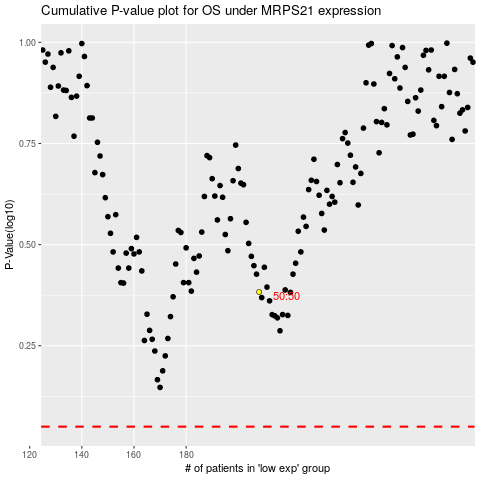 Cumulative P-value plot for OS under MRPS21 expression
P-Value(log10)
1.00
0.75
0.50
0.25
50:50
120 140 160 180
# of patients in 'low exp' group